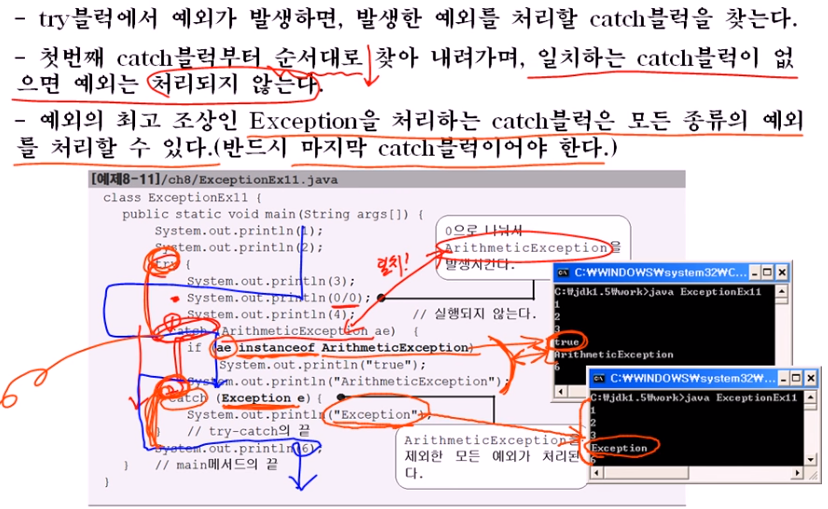 - try블럭에서 예외가 발생하면, 발생한 예외를 처리할 catch블럭을 찾는다.
- 첫번째 catch블럭부터 순서대로 찾아 내려가며, 일치하는 catch블럭이 없
으면 예외는 처리되지 않는다.
- 예외의 최고 조상인 Exception을 처리하는 catch블럭은 모든 종류의 예외
를 처리할 수 있다.(반드시 마지막 catch블럭이어야 한다.)
[예제8-11]/ch8/ExceptionEx11.java
class ExceptionEx11 {
public static void main(String args[]) {
System.out.println(1);
System.out.println(2);
try {
System.out.println(3);
System.out.println(0/0);
System.out.println(4); // 실행되지 않는다.
catch (ArithmeticException ae) {
if (ae instanceof ArithmeticException)
System.out.println("true");
System.out.println("ArithmeticException");
catch (Exception e) {
System.out.println("Exception");
} // try-catch의 끝
System.out.println(6);
} // main메서드의 끝
}
0으로 나눠서
ArithmeticException을
발생시킨다.
일치!
ArithmeticException을
제외한 모든 예외가 처리된
다.
C:₩WINDOWS₩system32₩C...
C:₩jdk1.5₩work>java ExceptionEx11
1
2
3
true
ArithmeticException
6
C:₩WINDOWS₩system32₩...
C:₩jdk1.5₩work>java ExceptionEx11
1
2
3
Exception
6